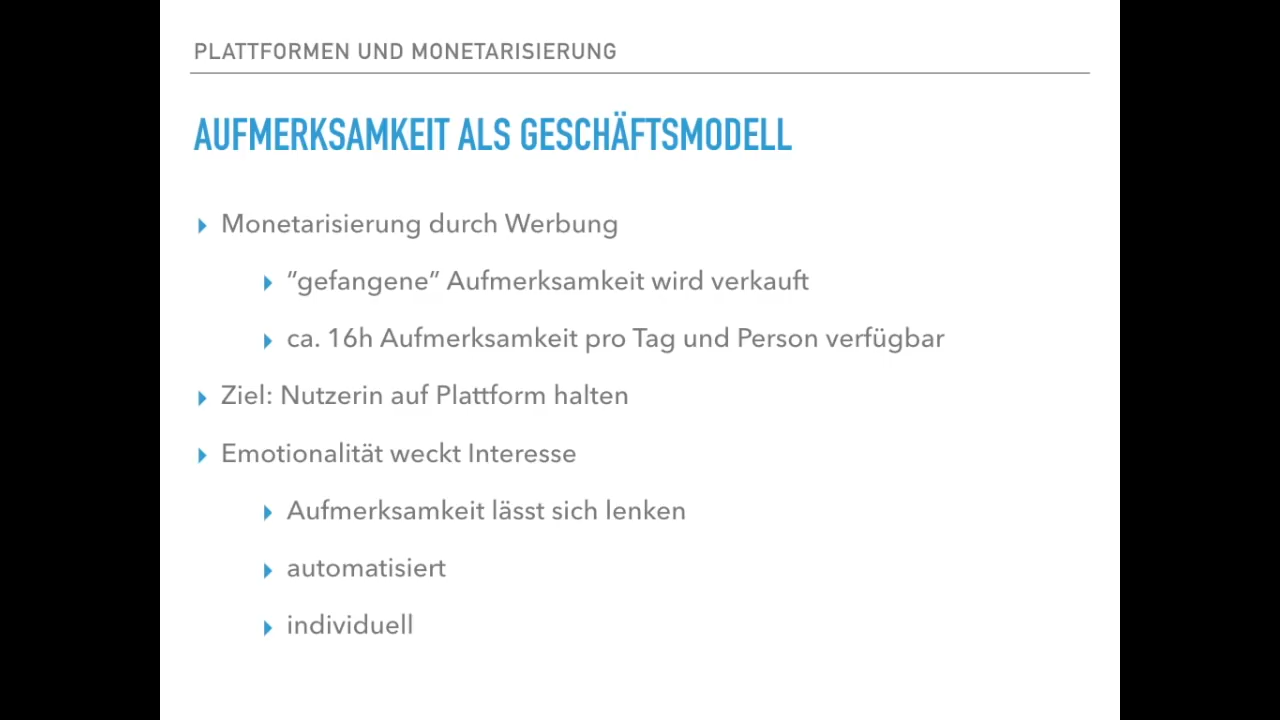 PLATTFORMEN UND MONETARISIERUNG
AUFMERKSAMKEIT ALS GESCHÄFTSMODELL
Monetarisierung durch Werbung
"gefangene" Aufmerksamkeit wird verkauft
ca. 16h Aufmerksamkeit pro Tag und Person verfügbar
Ziel: Nutzerin auf Plattform halten
Emotionalität weckt Interesse
Aufmerksamkeit lässt sich lenken
automatisiert
individuell